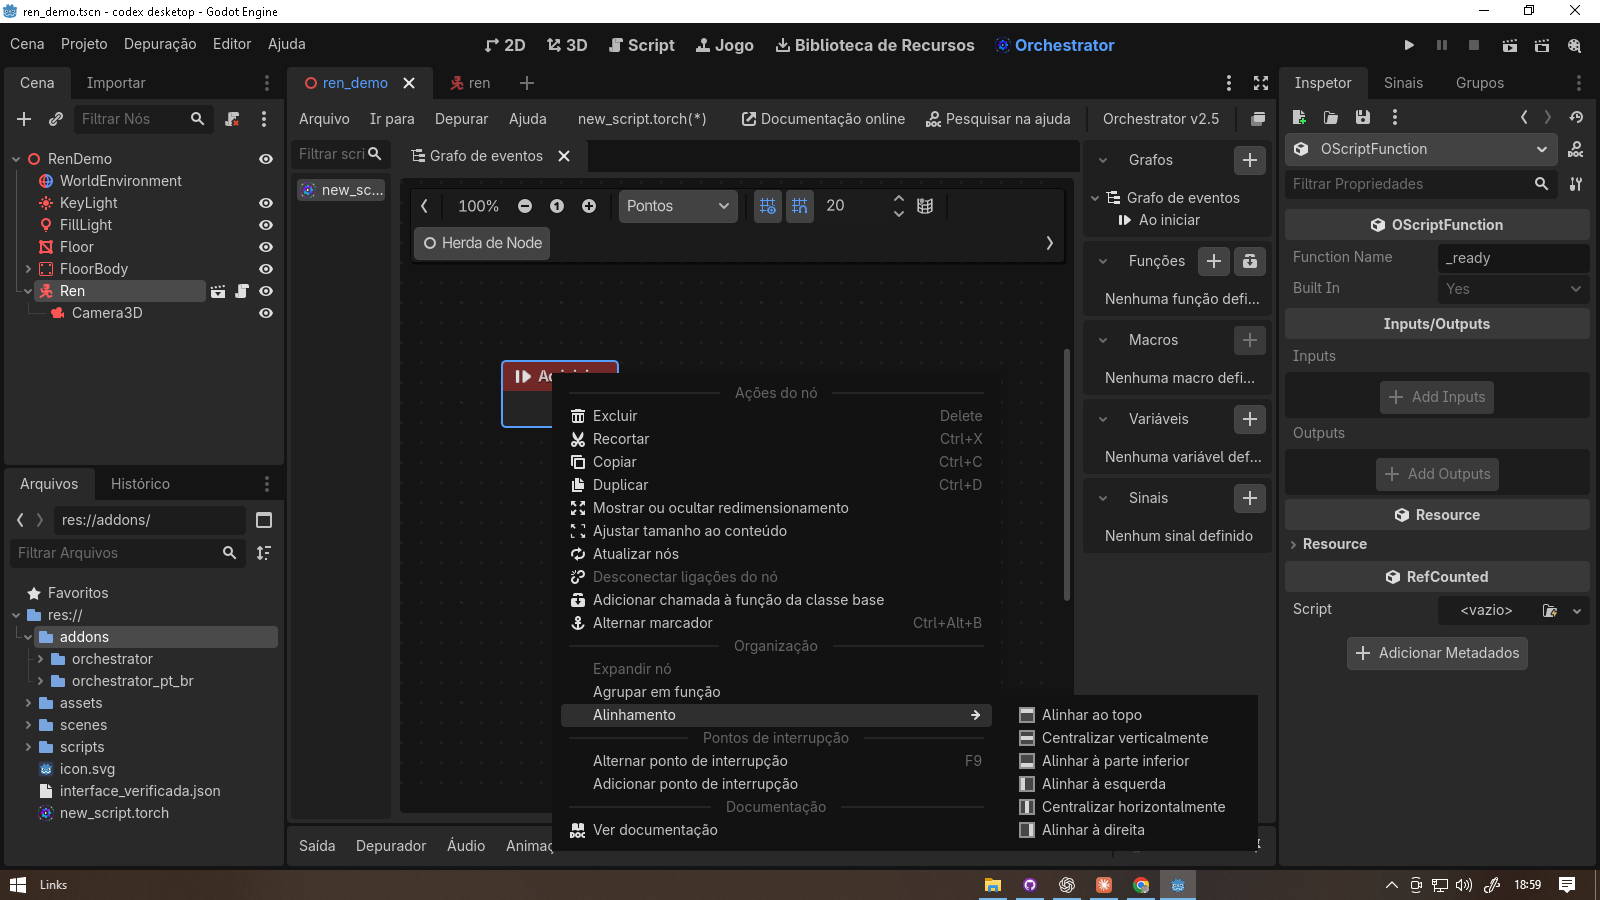 ren_demo.tscn - codex desketop - Godot Engine
Cena Projeto Depuração Editor Ajuda
2D 3D Script Jogo Biblioteca de Recursos Orchestrator
Cena Importar
ren_demo ren
Inspetor Sinais Grupos
Filtrar Nós
Arquivo Ir para Depurar Ajuda new_script.torch(*) Documentação online Pesquisar na ajuda Orchestrator v2.5
RenDemo
WorldEnvironment
KeyLight
FillLight
Floor
FloorBody
Ren
Camera3D
Arquivos Histórico
res://addons/
Filtrar Arquivos
Favoritos
res://
addons
orchestrator
orchestrator_pt_br
assets
scenes
scripts
icon.svg
interface_verificada.json
new_script.torch
Filtrar scri
new_sc...
Grafo de eventos
100% 1 Pontos 20
Herda de Node
Ações do nó
Excluir Delete
Recortar Ctrl+X
Copiar Ctrl+C
Duplicar Ctrl+D
Mostrar ou ocultar redimensionamento
Ajustar tamanho ao conteúdo
Atualizar nós
Desconectar ligações do nó
Adicionar chamada à função da classe base
Alternar marcador Ctrl+Alt+B
Organização
Expandir nó
Agrupar em função
Alinhamento
Pontos de interrupção
Alternar ponto de interrupção F9
Adicionar ponto de interrupção
Documentação
Ver documentação
Alinhar ao topo
Centralizar verticalmente
Alinhar à parte inferior
Alinhar à esquerda
Centralizar horizontalmente
Alinhar à direita
Saída Depurador Áudio
Grafos
Grafo de eventos
Ao iniciar
Funções
Nenhuma função defi...
Macros
Nenhuma macro defi...
Variáveis
Nenhuma variável def...
Sinais
Nenhum sinal definido
OScriptFunction
Filtrar Propriedades
OScriptFunction
Function Name _ready
Built In Yes
Inputs/Outputs
Inputs
Add Inputs
Outputs
Add Outputs
Resource
Resource
RefCounted
Script <vazio>
Adicionar Metadados
Links
18:59